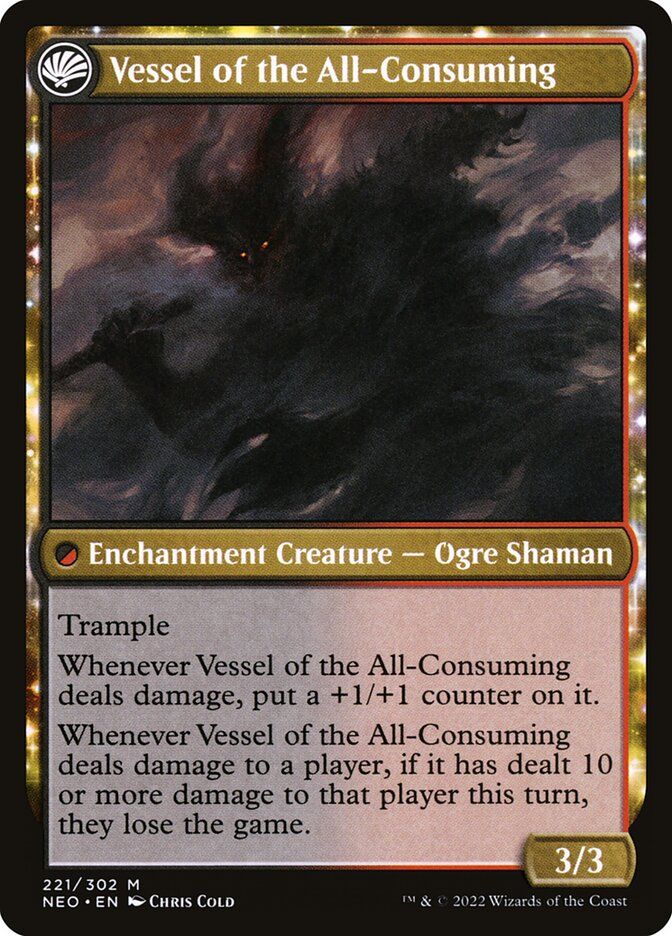 Vessel of the All-Consuming
Enchantment Creature — Ogre Shaman
Trample
Whenever Vessel of the All-Consuming
deals damage, put a +1/+1 counter on it.
Whenever Vessel of the All-Consuming
deals damage to a player, if it has dealt 10
or more damage to that player this turn,
they lose the game.
3/3
221/302 M
NEO • EN Chris Cold
™ & © 2022 Wizards of the Coast